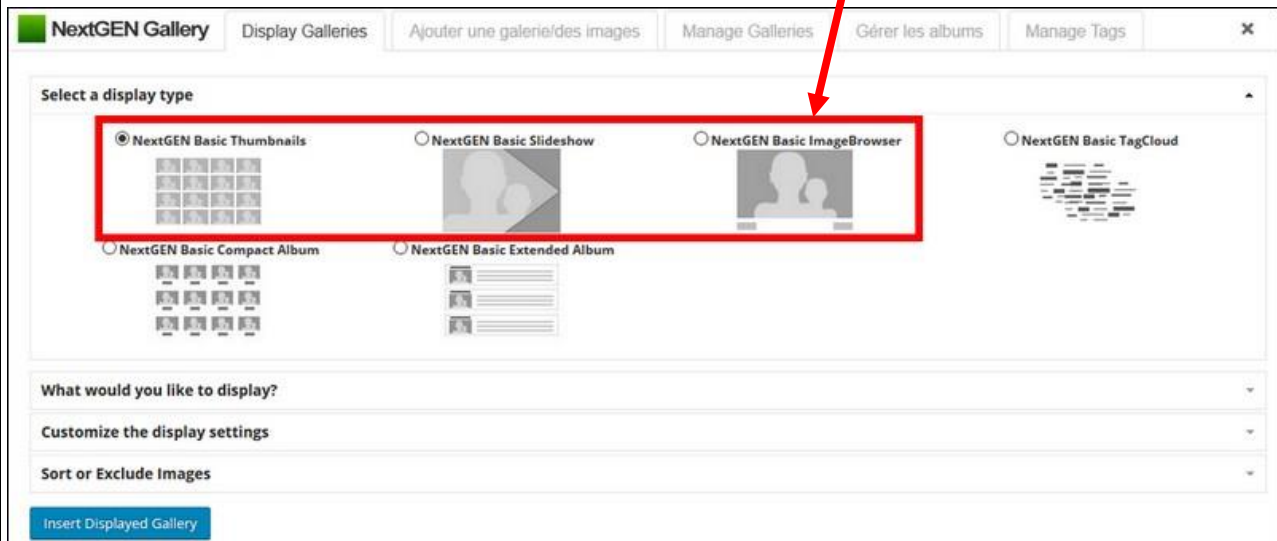 NextGEN Gallery Display Galleries Ajouter une galerie/des images Manage Galleries Gérer les albums Manage Tags ×
Select a display type
NextGEN Basic Thumbnails NextGEN Basic Slideshow NextGEN Basic ImageBrowser NextGEN Basic TagCloud
NextGEN Basic Compact Album NextGEN Basic Extended Album
What would you like to display?
Customize the display settings
Sort or Exclude Images
Insert Displayed Gallery